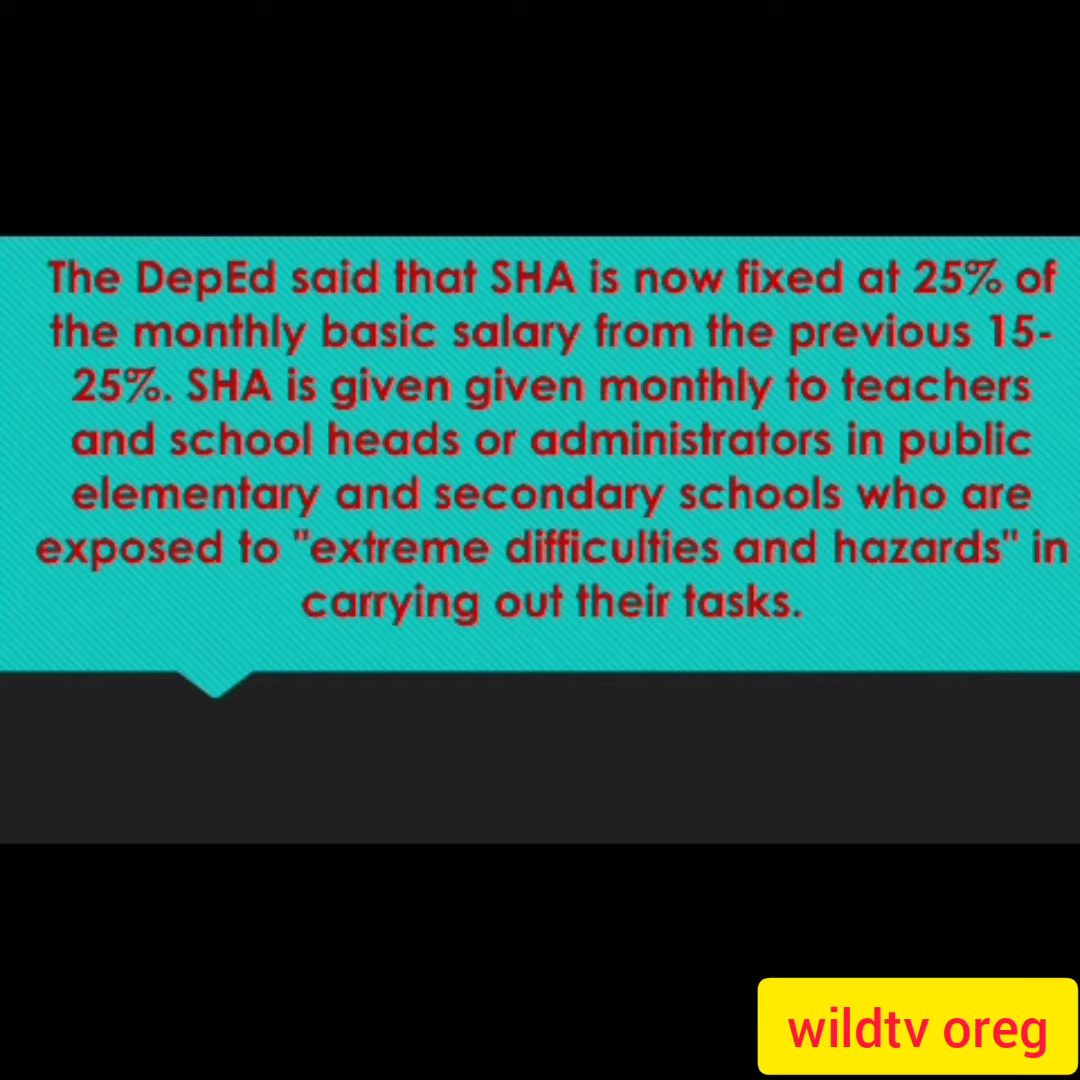 The DepEd said that SHA is now fixed at 25% of
the monthly basic salary from the previous 15-
25%. SHA is given given monthly to teachers
and school heads or administrators in public
elementary and secondary schools who are
exposed to "extreme difficulties and hazards" in
carrying out their tasks.
wildtv oreg